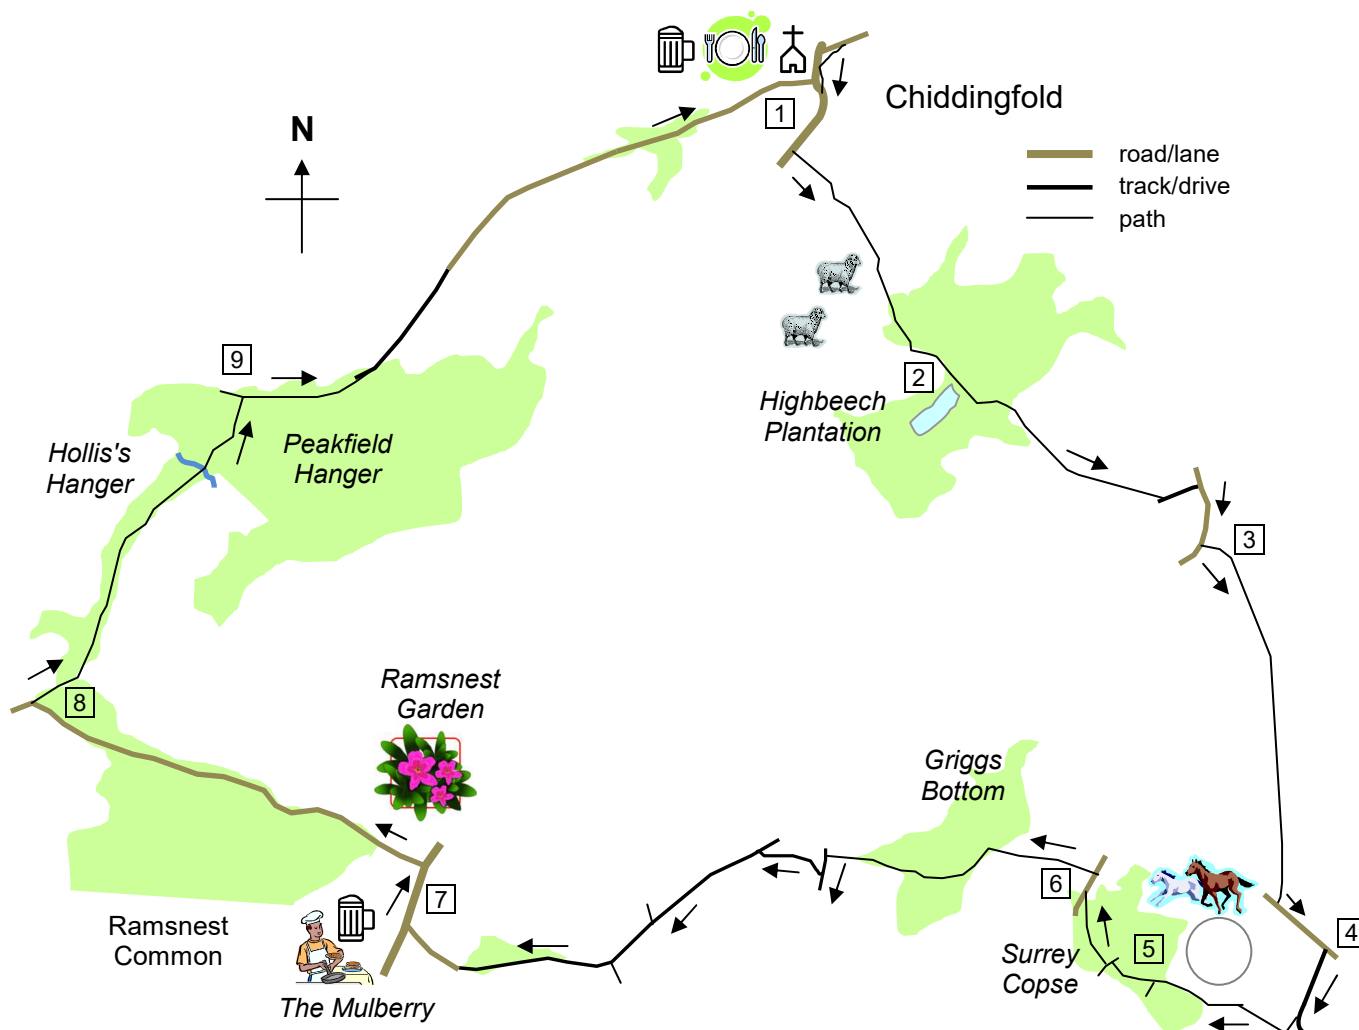 1
Chiddingfold
N
road/lane
track/drive
path
9
2
Highbeech
Plantation
Hollis's
Hanger
Peakfield
Hanger
3
8
Ramsnest
Garden
Griggs
Bottom
7
6
4
5
Ramsnest
Common
Surrey
Copse
The Mulberry